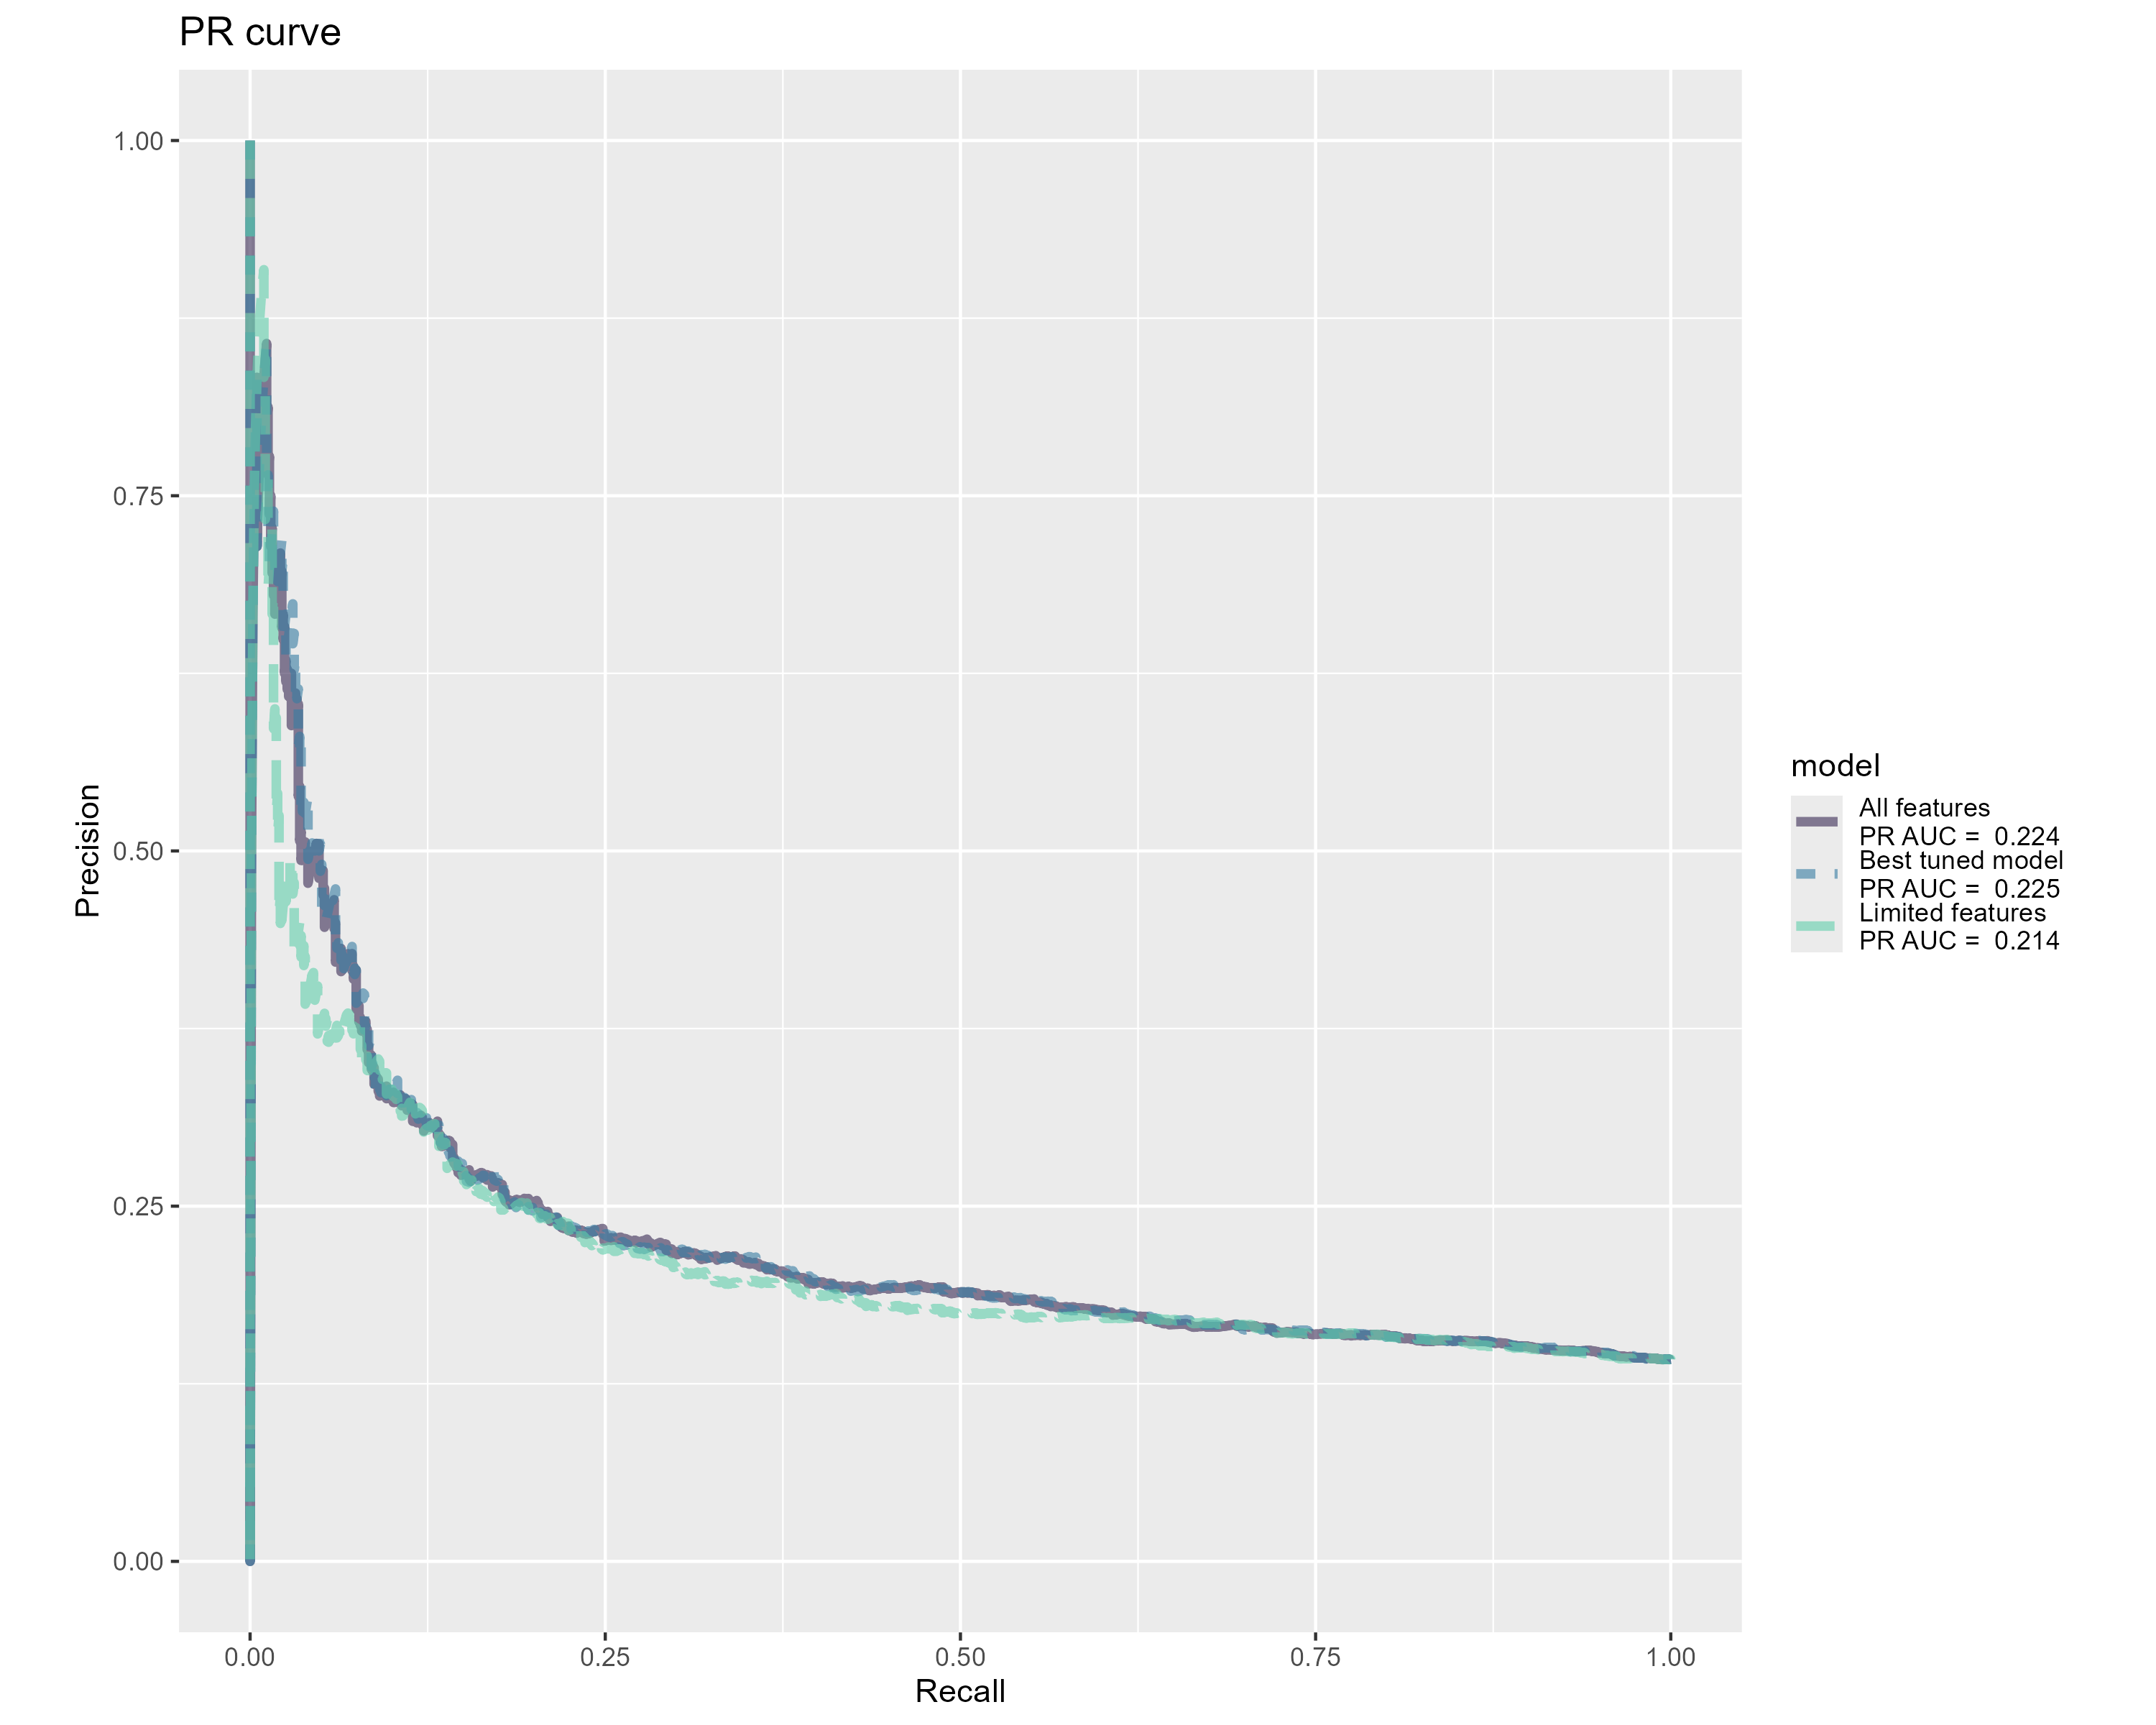 PR curve
1.00
0.75
0.50
0.25
0.00
Precision
0.00 0.25 0.50 0.75 1.00
Recall
model
All features
PR AUC = 0.224
Best tuned model
PR AUC = 0.225
Limited features
PR AUC = 0.214